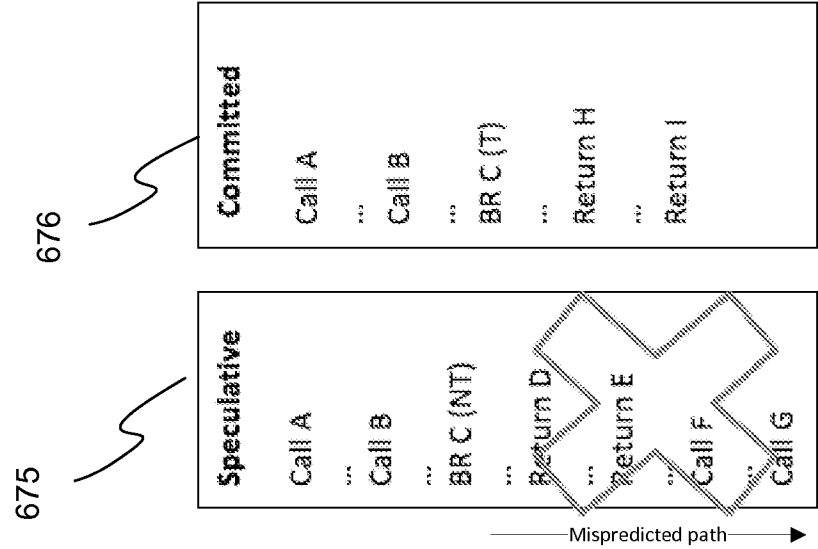 676
Committed
Call A
...
Call B
...
BR C (T)
...
Return H
...
Return I
675
Speculative
Call A
...
Call B
...
BR C (NT)
...
Return D
...
Return E
...
Call F
...
Call G
Mispredicted path